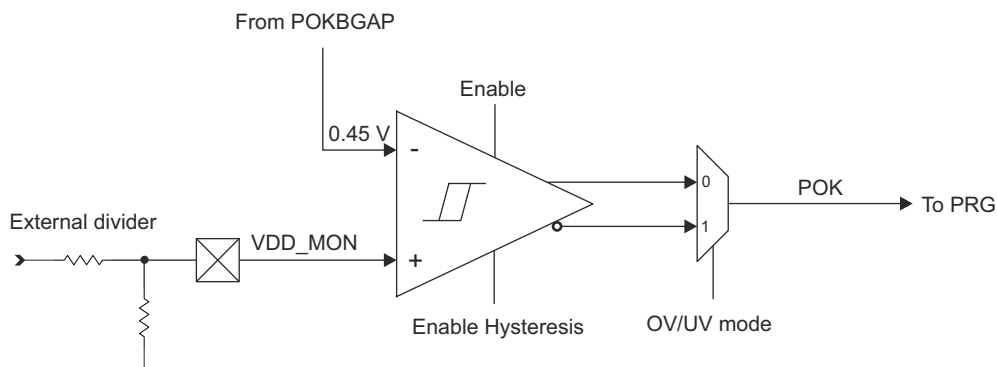 From POKBGAP
Enable
0.45 V
-
0
POK
To PRG
External divider
1
VDD_MON
+
Enable Hysteresis
OV/UV mode